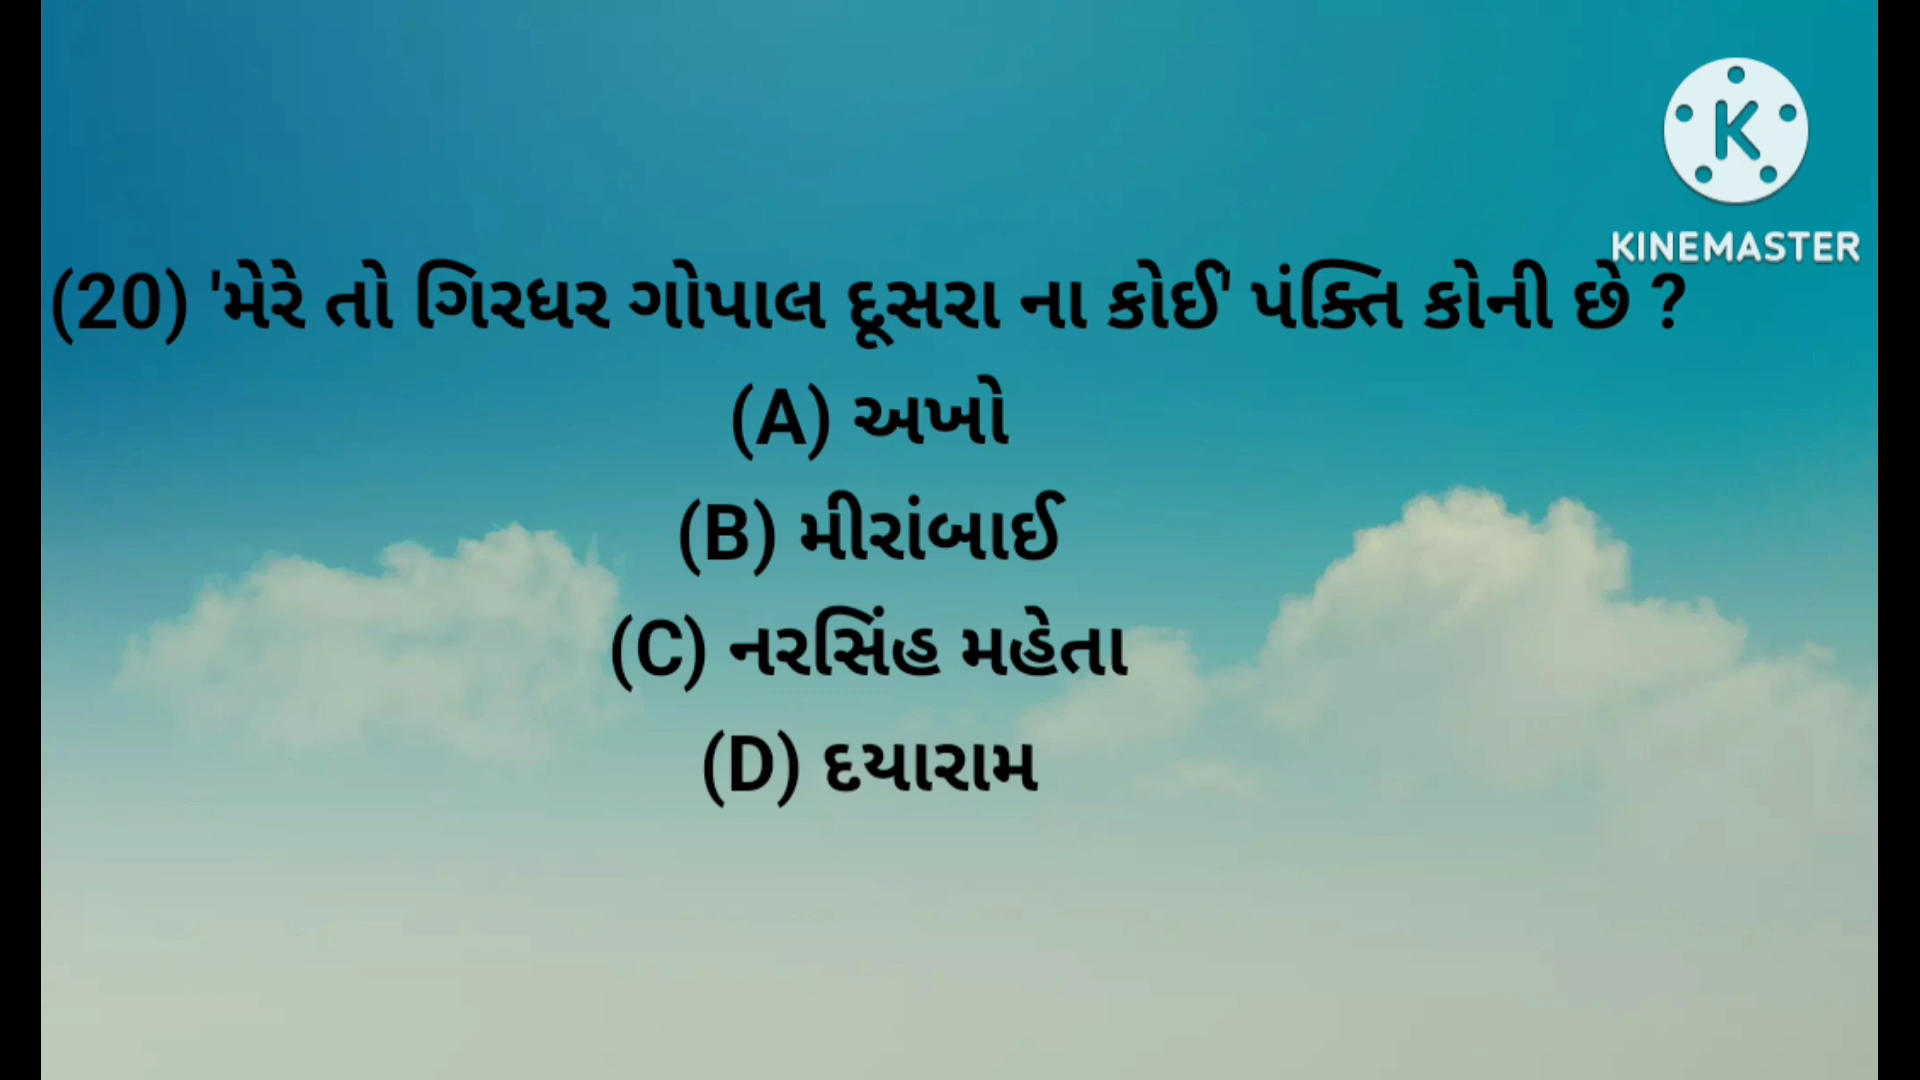 KINEMASTER
(20) 'મેરે તો ગિરધર ગોપાલ દૂસરા ના કોઈ' પંક્તિ કોની છે ?
(A) અખો
(B) મીરાંબાઈ
(C) નરસિંહ મહેતા
(D) દયારામ